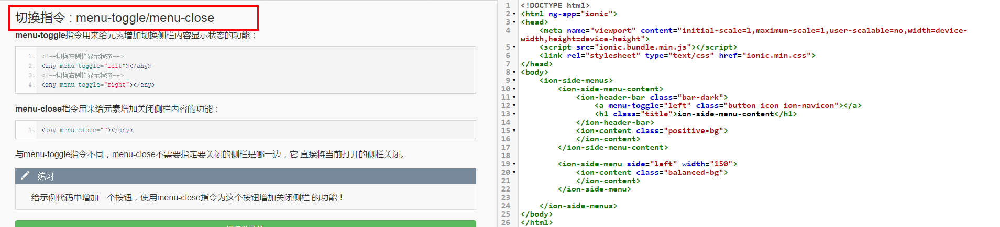 切换指令 : menu-toggle/menu-close
menu-toggle指令用来给元素增加切换侧栏内容显示状态的功能：
1. <!--切换左侧栏显示状态-->
2. <any menu-toggle="left"></any>
3. <!--切换右侧栏显示状态-->
4. <any menu-toggle="right"></any>
menu-close指令用来给元素增加关闭侧栏内容的功能：
1. <any menu-close=""></any>
与menu-toggle指令不同，menu-close不需要指定要关闭的侧栏是哪一边，它 直接将当前打开的侧栏关闭。
练习
给示例代码中增加一个按钮，使用menu-close指令为这个按钮增加关闭侧栏 的功能！
1 <!DOCTYPE html>
2 <html ng-app="ionic">
3 <head>
4 <meta name="viewport" content="initial-scale=1,maximum-scale=1,user-scalable=no,width=device-
width,height=device-height">
5 <script src="ionic.bundle.min.js"></script>
6 <link rel="stylesheet" type="text/css" href="ionic.min.css">
7 </head>
8 <body>
9 <ion-side-menus>
10 <ion-side-menu-content>
11 <ion-header-bar class="bar-dark">
12 <a menu-toggle="left" class="button icon ion-navicon"></a>
13 <h1 class="title">ion-side-menu-content</h1>
14 </ion-header-bar>
15 <ion-content class="positive-bg">
16 </ion-content>
17 </ion-side-menu-content>
18
19 <ion-side-menu side="left" width="150">
20 <ion-content class="balanced-bg">
21 </ion-content>
22 </ion-side-menu>
23
24 </ion-side-menus>
25 </body>
26 </html>